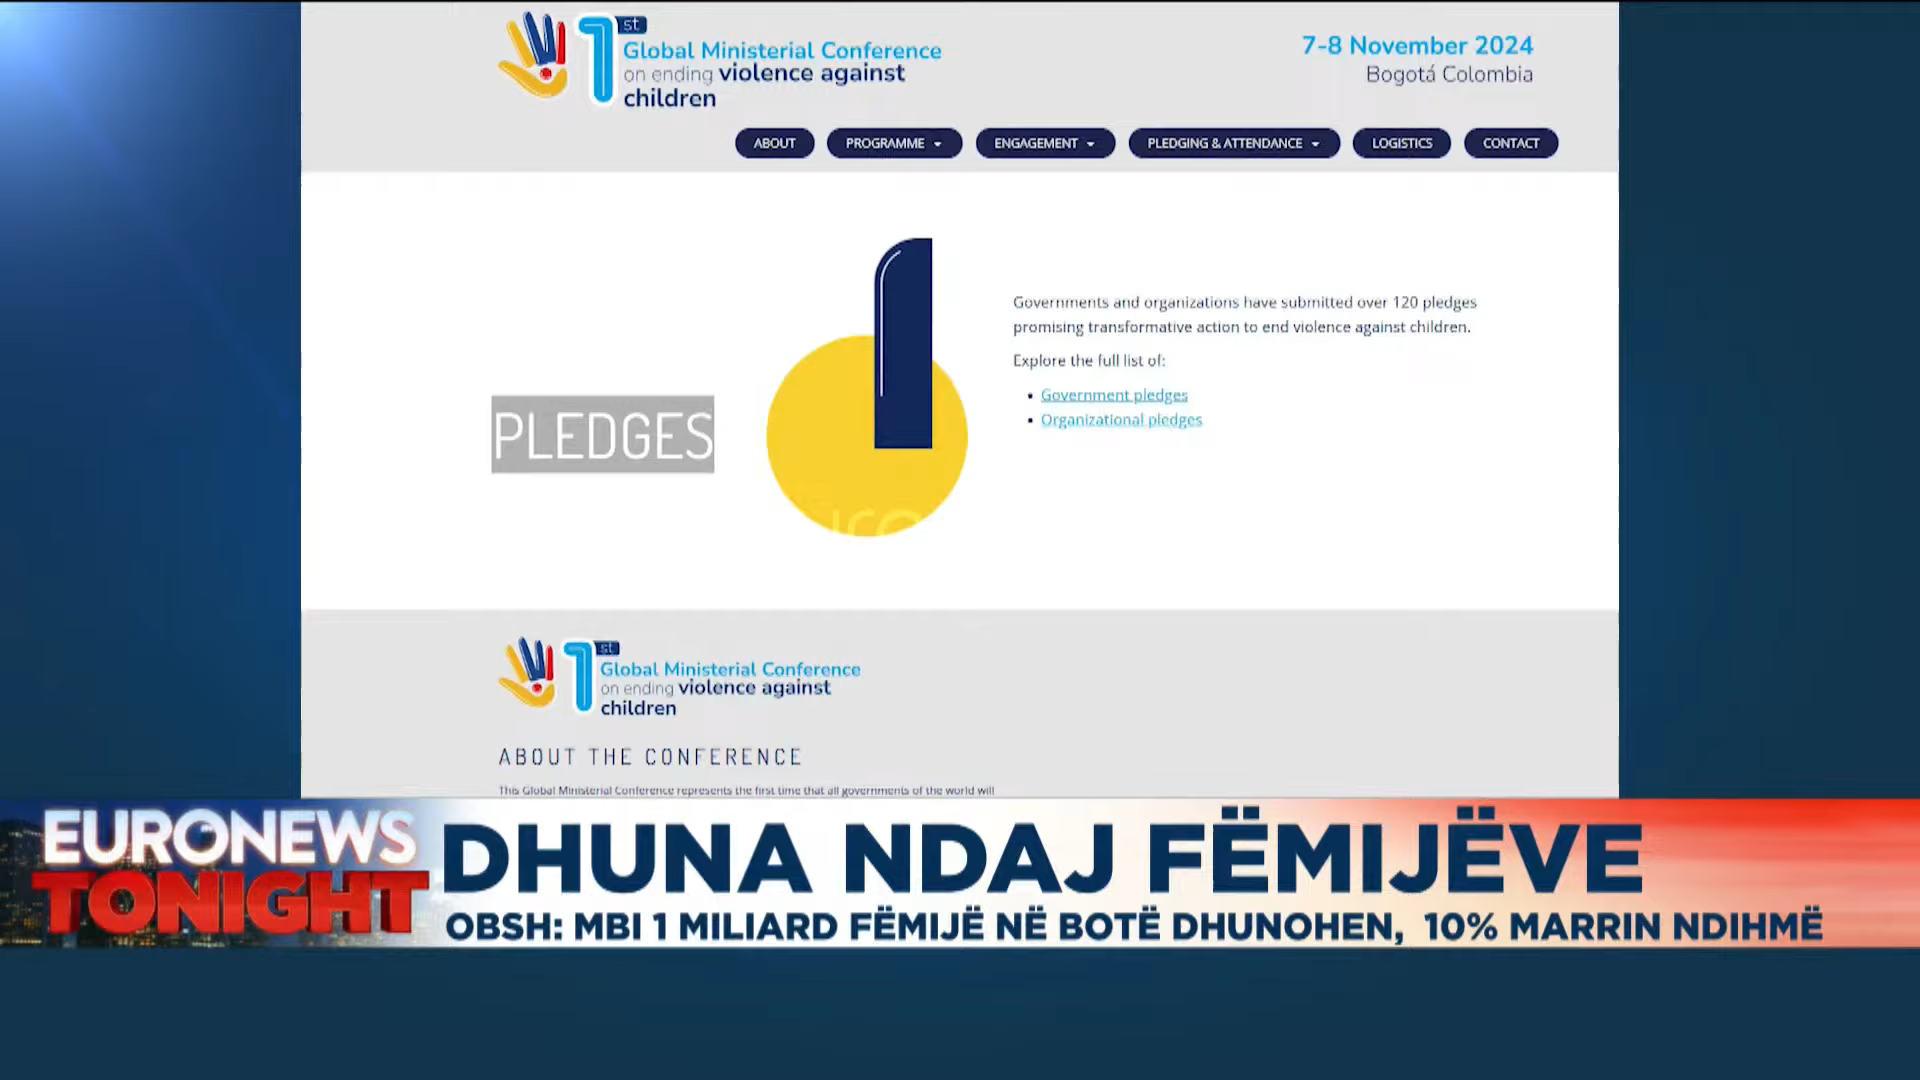 1st
Global Ministerial Conference
on ending violence against
children
7-8 November 2024
Bogotá Colombia
ABOUT
PROGRAMME
ENGAGEMENT
PLEDGING & ATTENDANCE
LOGISTICS
CONTACT
PLEDGES
Governments and organizations have submitted over 120 pledges
promising transformative action to end violence against children.
Explore the full list of:
• Government pledges
• Organizational pledges
1st
Global Ministerial Conference
on ending violence against
children
ABOUT THE CONFERENCE
This Global Ministerial Conference represents the first time that all governments of the world will
EURONEWS
TONIGHT
DHUNA NDAJ FËMIJËVE
OBSH: MBI 1 MILIARD FËMIJË NË BOTË DHUNOHEN, 10% MARRIN NDIHMË